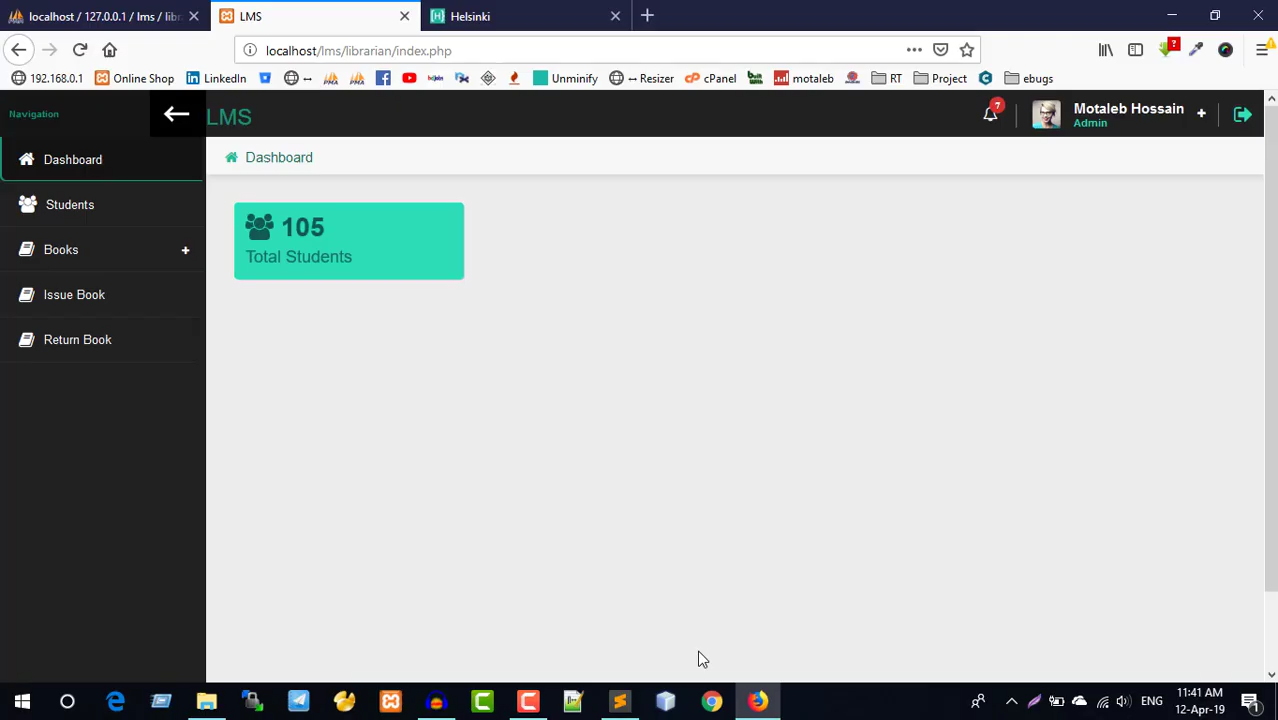 localhost / 127.0.0.1 / lms / libr
LMS
Helsinki
localhost/lms/librarian/index.php
192.168.0.1
Online Shop
LinkedIn
Unminify
↔ Resizer
cPanel
motaleb
RT
Project
ebugs
Navigation
LMS
7
Motaleb Hossain
Admin
Dashboard
Dashboard
Students
105
Total Students
Books
Issue Book
Return Book
ENG
11:41 AM
12-Apr-19
1